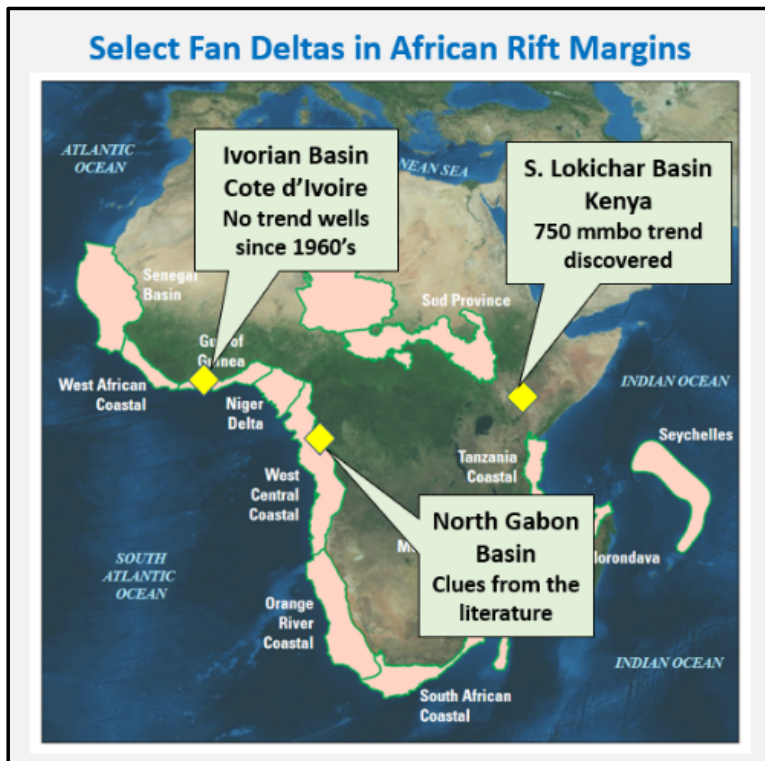 Select Fan Deltas in African Rift Margins
ATLANTIC
OCEAN
NEAN SEA
Ivorian Basin
Cote d’Ivoire
No trend wells
since 1960’s
S. Lokichar Basin
Kenya
750 mmbo trend
discovered
Senegal
Basin
Sud Province
Gulf of
Guinea
West African
Coastal
Niger
Delta
INDIAN OCEAN
Seychelles
Tanzania
Coastal
West
Central
Coastal
North Gabon
Basin
Clues from the
literature
M
lorondava
SOUTH
ATLANTIC
OCEAN
Orange
River
Coastal
INDIAN OCEAN
South African
Coastal